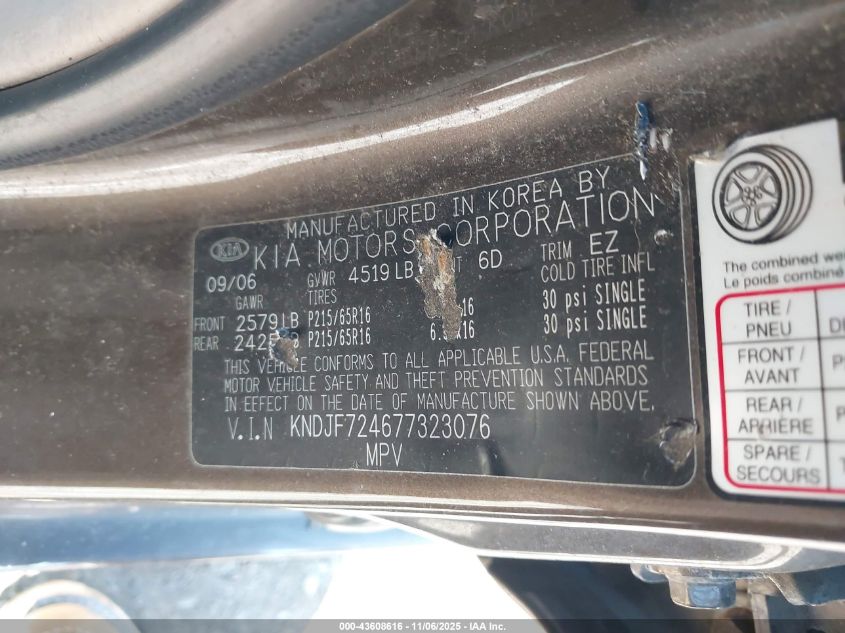 MANUFACTURED IN KOREA BY
KIA KIA MOTORS CORPORATION
09/06 GVWR 4519 LB 6D TRIM EZ
GAWR TIRES COLD TIRE INFL
FRONT 2579LB P215/65R16 30 psi SINGLE
REAR P215/65R16 30 psi SINGLE
THIS VEHICLE CONFORMS TO ALL APPLICABLE U.S.A. FEDERAL
MOTOR VEHICLE SAFETY AND THEFT PREVENTION STANDARDS
IN EFFECT ON THE DATE OF MANUFACTURE SHOWN ABOVE.
V.I.N KNDJF724677323076
MPV
The combined
Le poids combiné
TIRE /
PNEU
FRONT /
AVANT
REAR /
ARRIÈRE
SPARE /
SECOURS
000-43608616 - 11/06/2025 - IAA Inc.